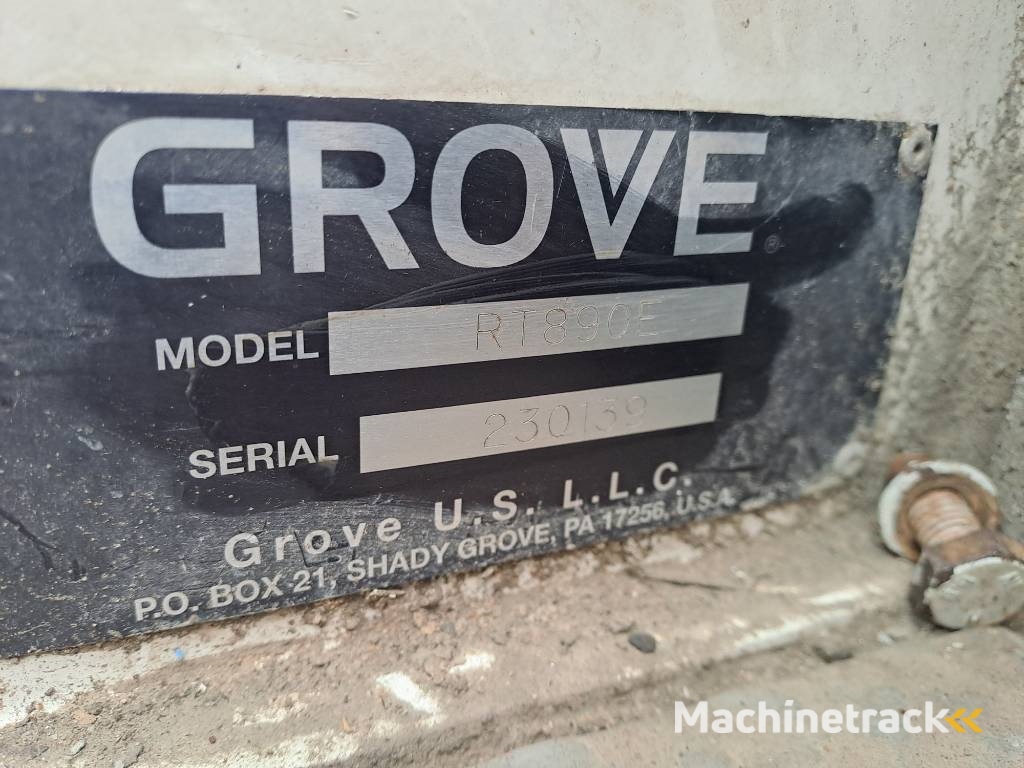 GROVE®
MODEL RT890E
SERIAL 230139
Grove U.S. L.L.C.
P.O. BOX 21, SHADY GROVE, PA 17256, U.S.A.
Machinetrack